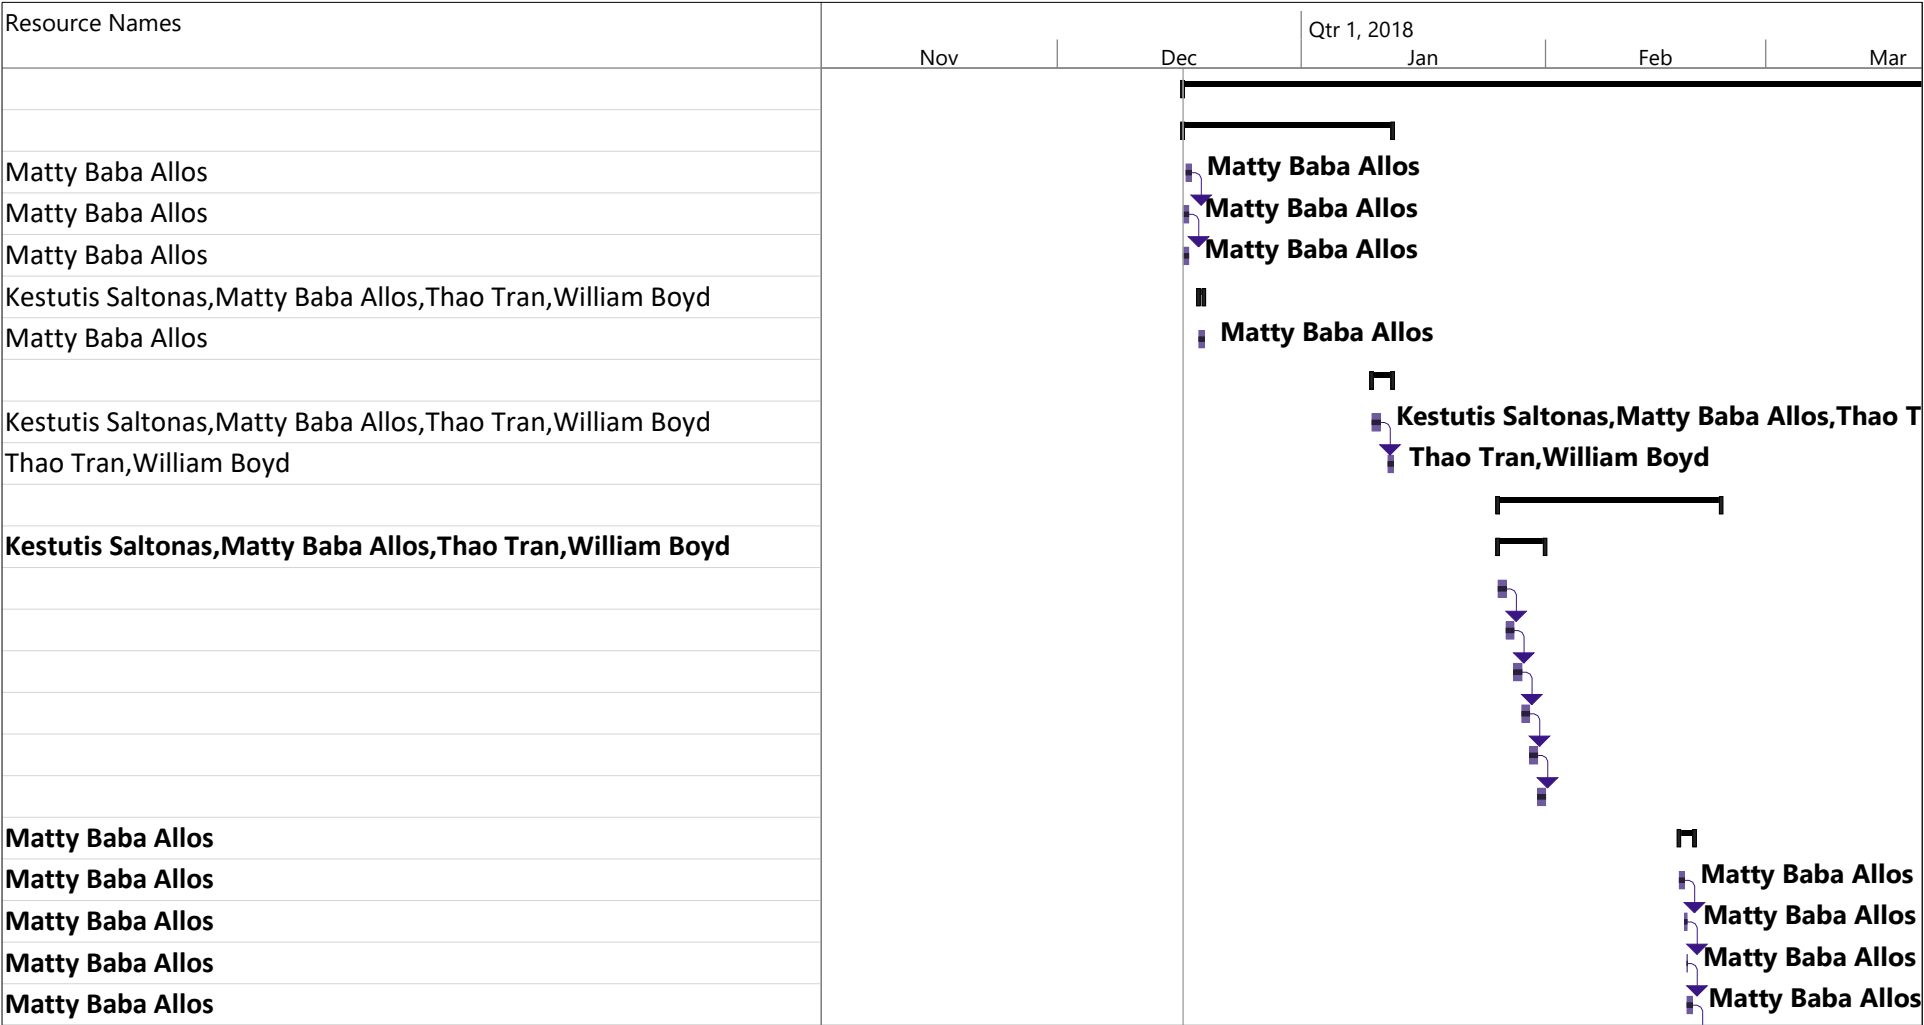 Resource Names
Qtr 1, 2018
Nov Dec Jan Feb Mar
Matty Baba Allos Matty Baba Allos
Matty Baba Allos Matty Baba Allos
Matty Baba Allos Matty Baba Allos
Kestutis Saltonas,Matty Baba Allos,Thao Tran,William Boyd
Matty Baba Allos Matty Baba Allos
Kestutis Saltonas,Matty Baba Allos,Thao Tran,William Boyd Kestutis Saltonas,Matty Baba Allos,Thao T
Thao Tran,William Boyd Thao Tran,William Boyd
Kestutis Saltonas,Matty Baba Allos,Thao Tran,William Boyd
Matty Baba Allos
Matty Baba Allos Matty Baba Allos
Matty Baba Allos Matty Baba Allos
Matty Baba Allos Matty Baba Allos
Matty Baba Allos Matty Baba Allos